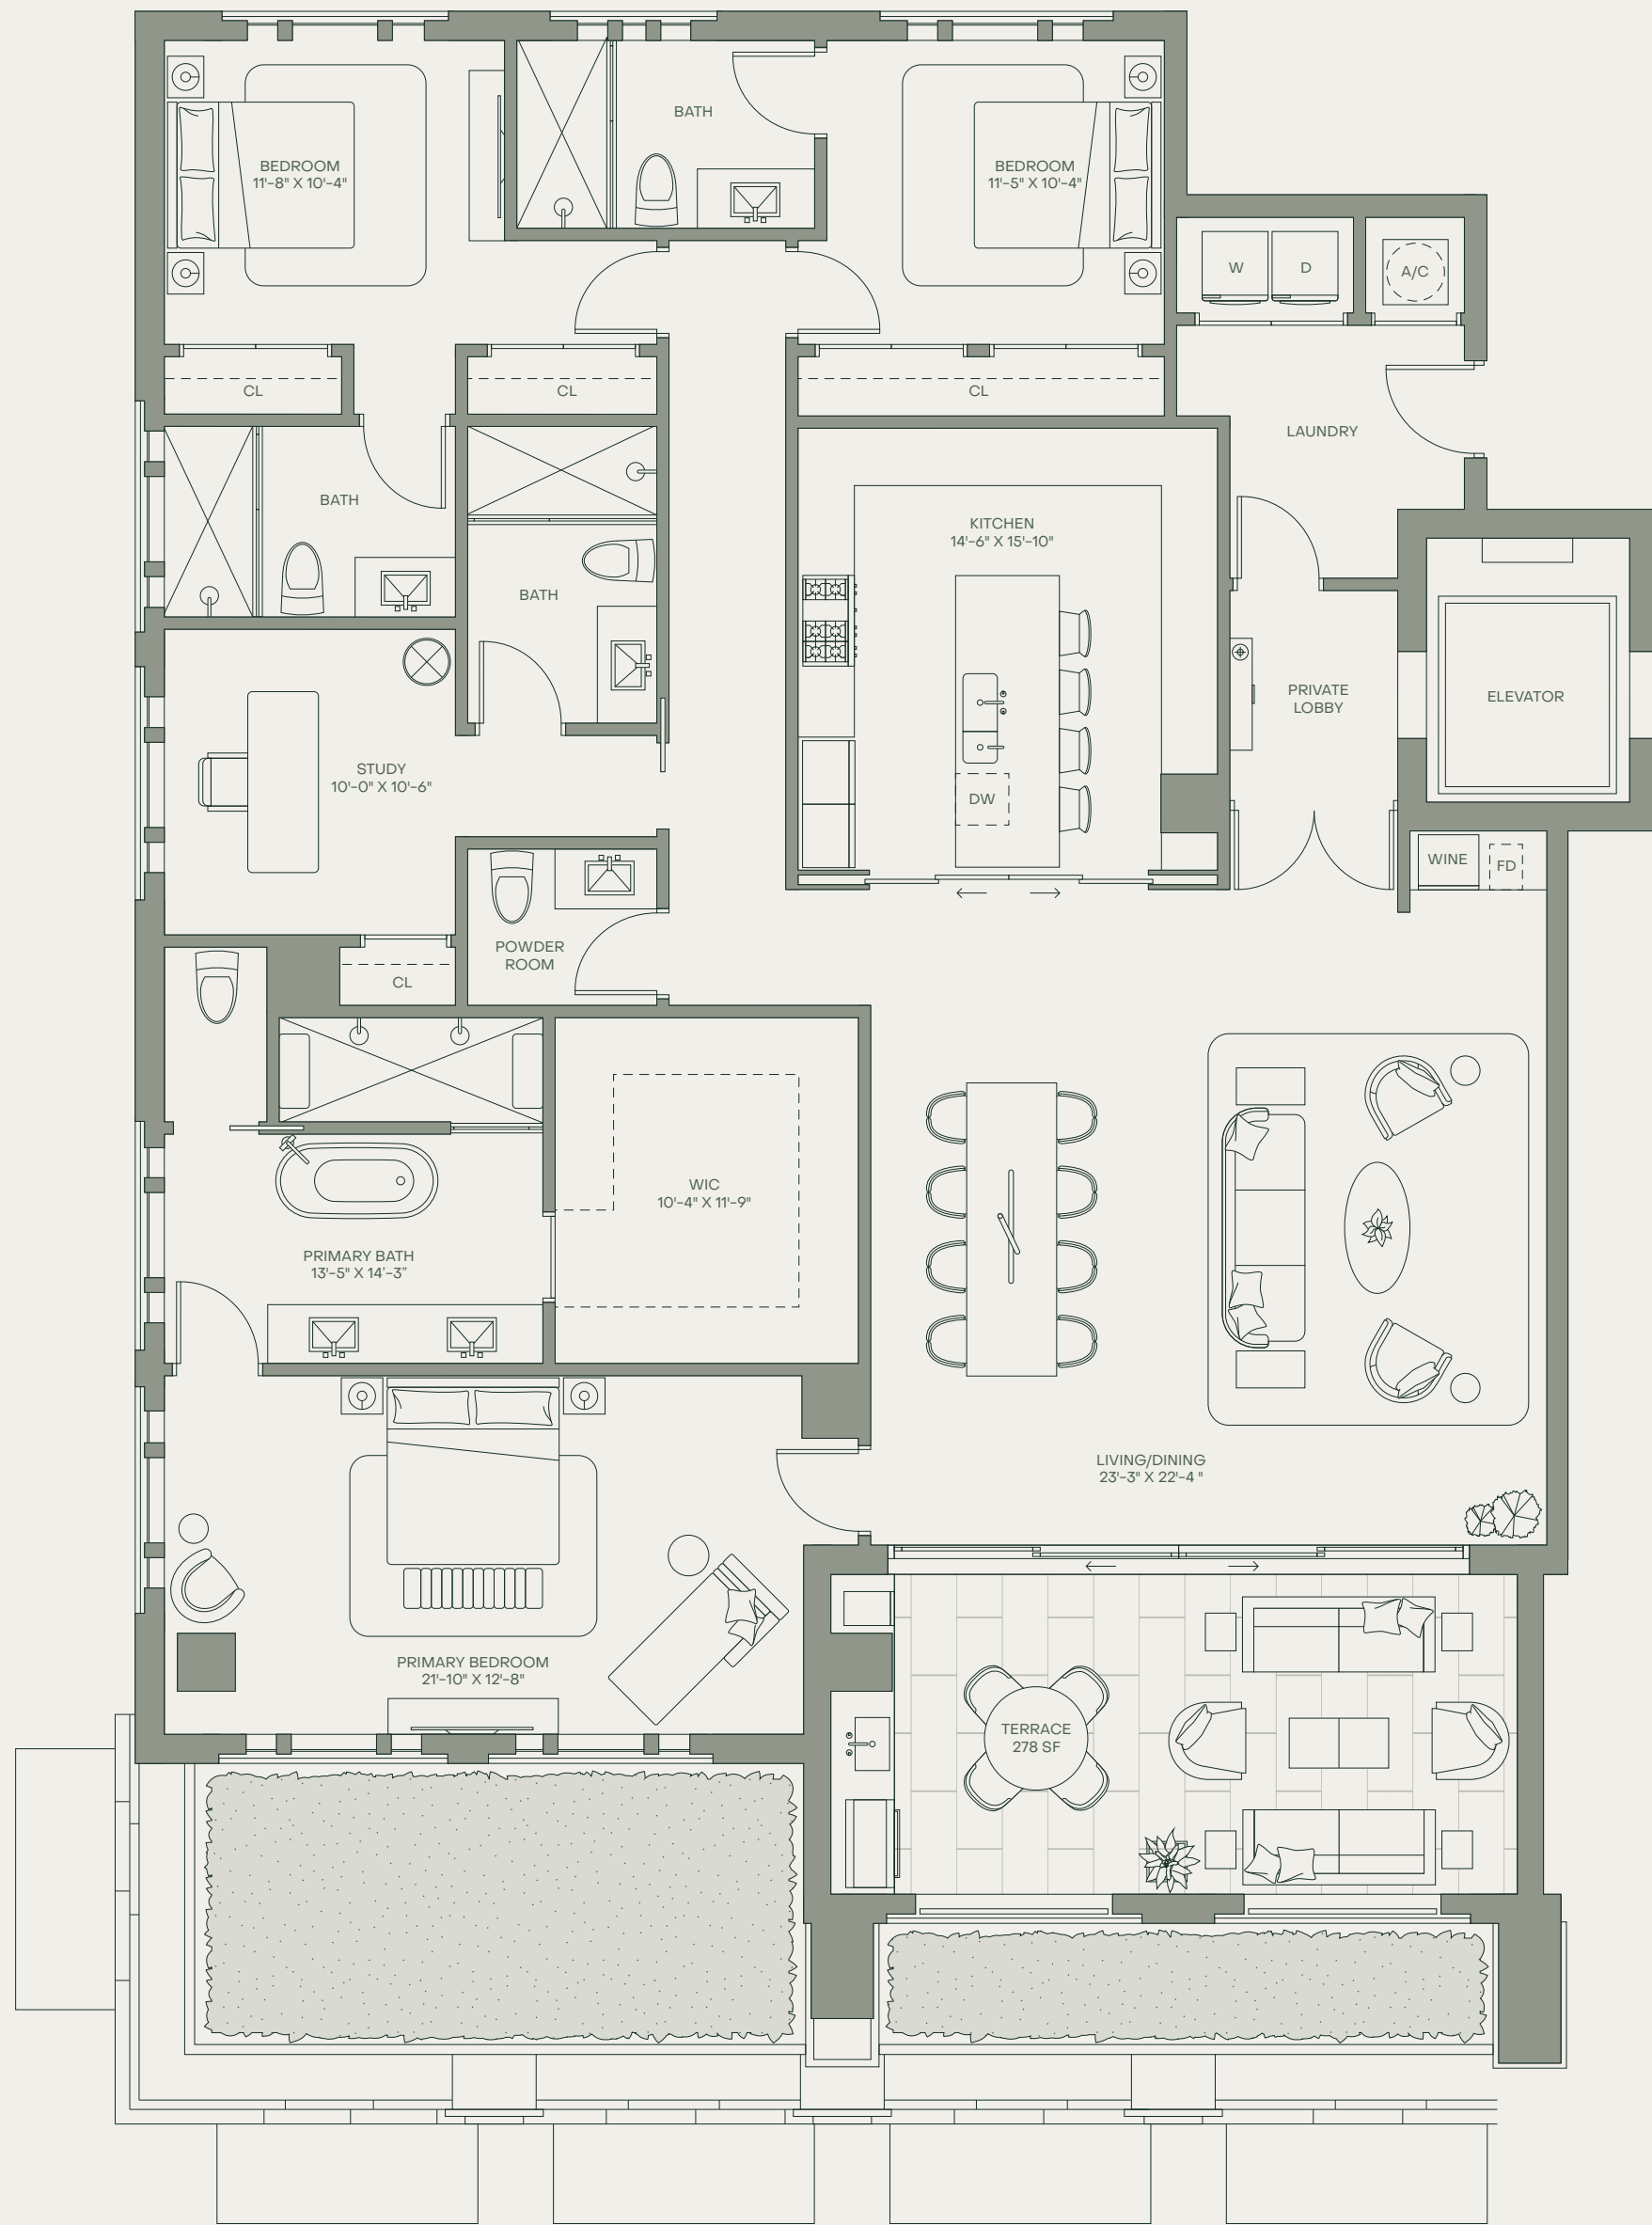 BATH
BEDROOM
11'-8" X 10'-4"
BEDROOM
11'-5" X 10'-4"
W
D
A/C
CL
CL
CL
LAUNDRY
BATH
KITCHEN
14'-6" X 15'-10"
BATH
PRIVATE
LOBBY
ELEVATOR
STUDY
10'-0" X 10'-6"
DW
WINE
FD
POWDER
ROOM
CL
WIC
10'-4" X 11'-9"
PRIMARY BATH
13'-5" X 14'-3"
LIVING/DINING
23'-3" X 22'-4 "
PRIMARY BEDROOM
21'-10" X 12'-8"
TERRACE
278 SF